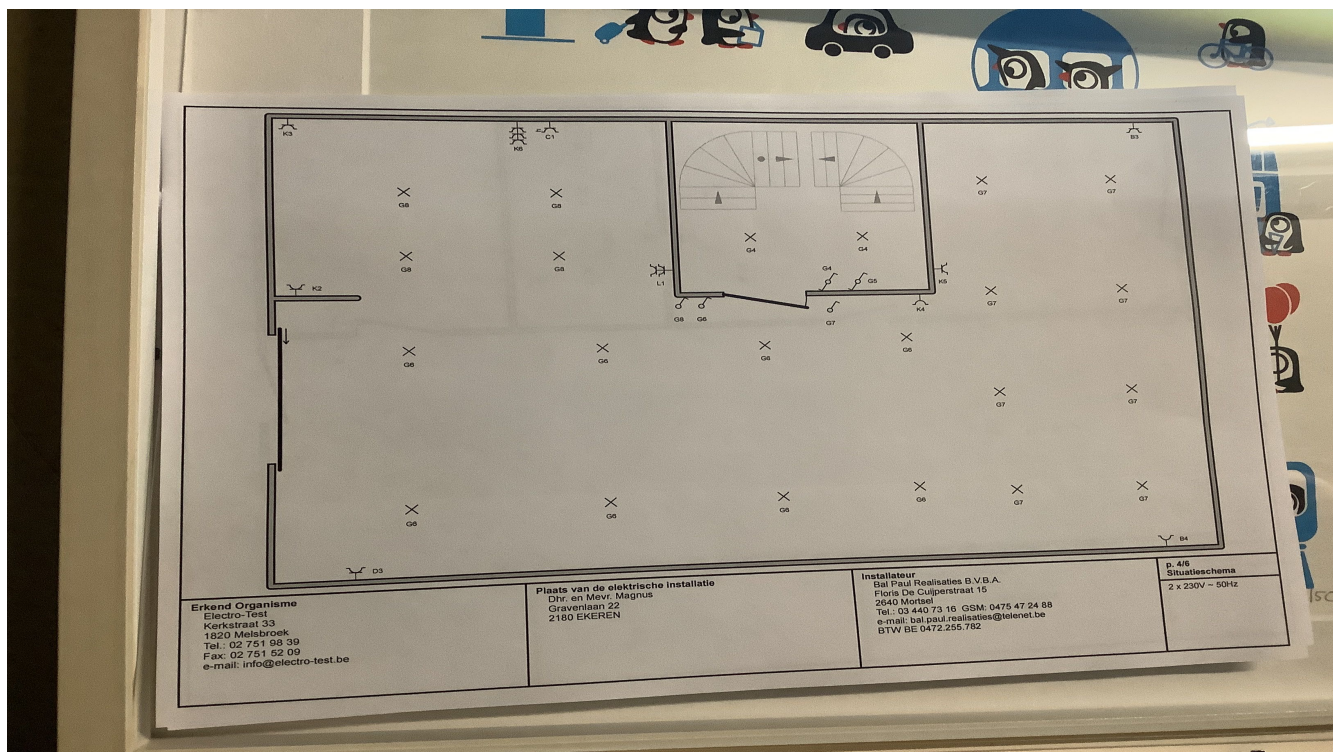 K3
K6
C1
B3
G8
G8
G7
G7
G4
G4
G8
G8
L1
G4
G5
K5
K2
G7
G7
K4
G8
G6
G7
G6
G6
G6
G6
G7
G7
G6
G6
G6
G6
G7
G7
D3
B4
Erkend Organisme
Electro-Test
Kerkstraat 33
1820 Melsbroek
Tel.: 02 751 98 39
Fax: 02 751 52 09
e-mail: info@electro-test.be
Plaats van de elektrische installatie
Dhr. en Mevr. Magnus
Gravenlaan 22
2180 EKEREN
Installateur
Bal Paul Realisaties B.V.B.A.
Floris De Cuijperstraat 15
2640 Mortsel
Tel.: 03 440 73 16 GSM: 0475 47 24 88
e-mail: bal.paul.realisaties@telenet.be
BTW BE 0472.255.782
p. 4/6
Situatieschema
2 x 230V ~ 50Hz